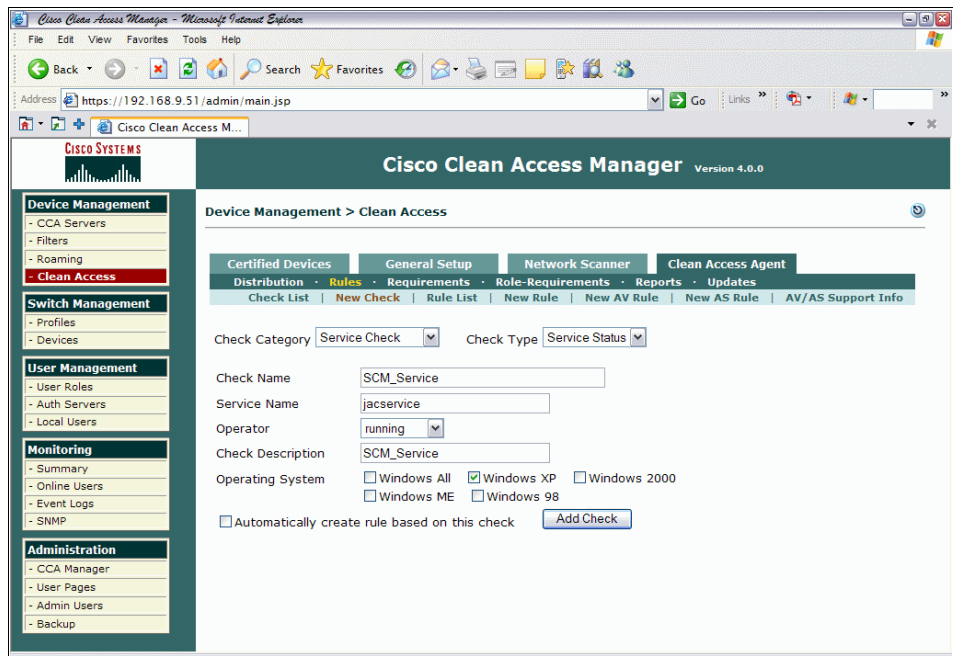 Cisco Clean Access Manager - Microsoft Internet Explorer
File Edit View Favorites Tools Help
Back Search Favorites
Address https://192.168.9.51/admin/main.jsp Go Links »
Cisco Clean Access M...
CISCO SYSTEMS
Cisco Clean Access Manager Version 4.0.0
Device Management
- CCA Servers
- Filters
- Roaming
- Clean Access
Switch Management
- Profiles
- Devices
User Management
- User Roles
- Auth Servers
- Local Users
Monitoring
- Summary
- Online Users
- Event Logs
- SNMP
Administration
- CCA Manager
- User Pages
- Admin Users
- Backup
Device Management > Clean Access
Certified Devices General Setup Network Scanner Clean Access Agent
Distribution · Rules · Requirements · Role-Requirements · Reports · Updates
Check List | New Check | Rule List | New Rule | New AV Rule | New AS Rule | AV/AS Support Info
Check Category Service Check Check Type Service Status
Check Name SCM_Service
Service Name jacservice
Operator running
Check Description SCM_Service
Operating System Windows All Windows XP Windows 2000
Windows ME Windows 98
Automatically create rule based on this check Add Check